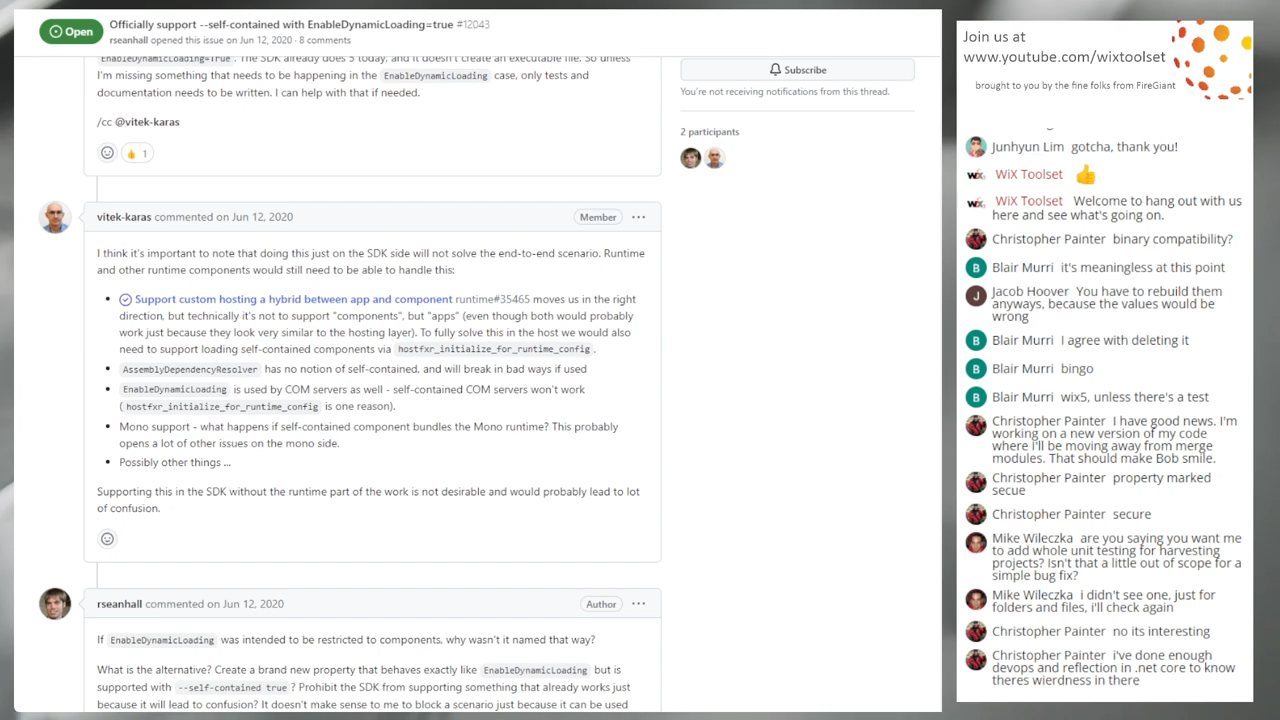 Open
Officially support --self-contained with EnableDynamicLoading=true #12043
rseanhall opened this issue on Jun 12, 2020 · 8 comments
EnableDynamicLoading=True. The SDK already does 5 today, and it doesn't create an executable file. So unless
I'm missing something that needs to be happening in the EnableDynamicLoading case, only tests and
documentation needs to be written. I can help with that if needed.
/cc @vitek-karas
👍 1
vitek-karas commented on Jun 12, 2020
Member
I think it's important to note that doing this just on the SDK side will not solve the end-to-end scenario. Runtime
and other runtime components would still need to be able to handle this:
• Support custom hosting a hybrid between app and component runtime#35465 moves us in the right
direction, but technically it's not to support "components", but "apps" (even though both would probably
work just because they look very similar to the hosting layer). To fully solve this in the host we would also
need to support loading self-contained components via hostfxr_initialize_for_runtime_config.
• AssemblyDependencyResolver has no notion of self-contained, and will break in bad ways if used
• EnableDynamicLoading is used by COM servers as well - self-contained COM servers won't work
(hostfxr_initialize_for_runtime_config is one reason).
• Mono support - what happens if self-contained component bundles the Mono runtime? This probably
opens a lot of other issues on the mono side.
• Possibly other things ...
Supporting this in the SDK without the runtime part of the work is not desirable and would probably lead to lot
of confusion.
rseanhall commented on Jun 12, 2020
Author
If EnableDynamicLoading was intended to be restricted to components, why wasn't it named that way?
What is the alternative? Create a brand new property that behaves exactly like EnableDynamicLoading but is
supported with --self-contained true? Prohibit the SDK from supporting something that already works just
because it will lead to confusion? It doesn't make sense to me to block a scenario just because it can be used
Subscribe
You're not receiving notifications from this thread.
2 participants
Join us at
www.youtube.com/wixtoolset
brought to you by the fine folks from FireGiant
Junhyun Lim gotcha, thank you!
WiX Toolset 👍
WiX Toolset Welcome to hang out with us
here and see what's going on.
Christopher Painter binary compatibility?
Blair Murri it's meaningless at this point
Jacob Hoover You have to rebuild them
anyways, because the values would be
wrong
Blair Murri I agree with deleting it
Blair Murri bingo
Blair Murri wix5, unless there's a test
Christopher Painter I have good news. I'm
working on a new version of my code
where i'll be moving away from merge
modules. That should make Bob smile.
Christopher Painter property marked
secue
Christopher Painter secure
Mike Wileczka are you saying you want me
to add whole unit testing for harvesting
projects? Isn't that a little out of scope for a
simple bug fix?
Mike Wileczka i didn't see one, just for
folders and files, i'll check again
Christopher Painter no its interesting
Christopher Painter i've done enough
devops and reflection in .net core to know
theres wierdness in there